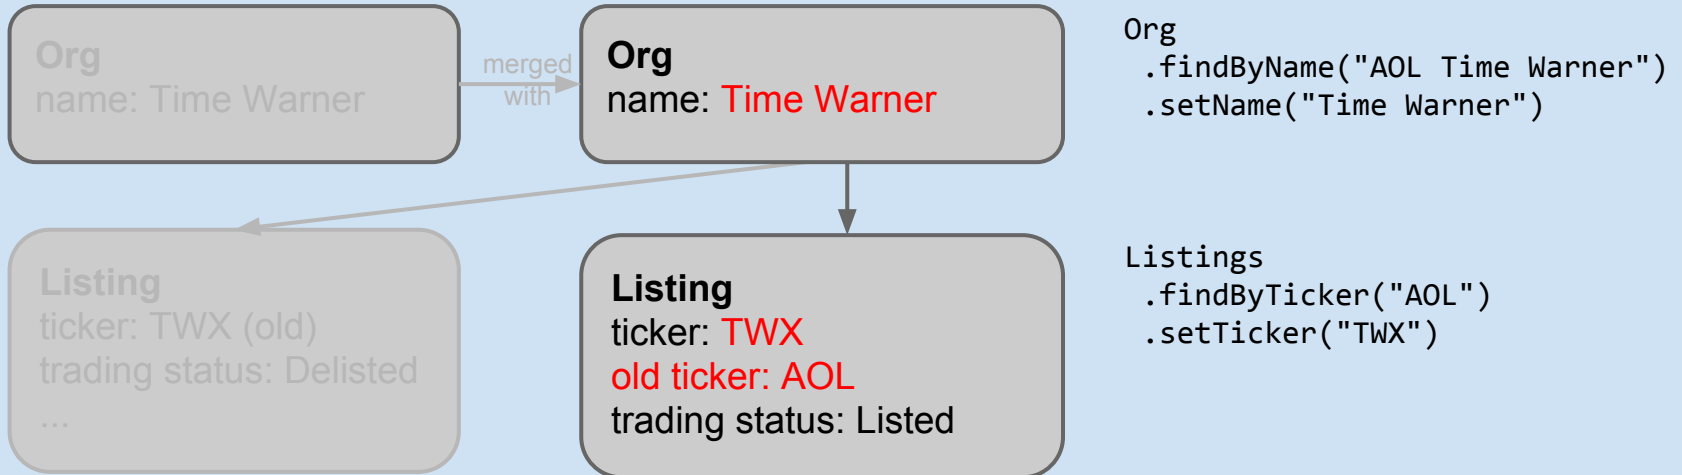 Org
name: Time Warner
merged
with
Org
name: Time Warner
Org
.findByName("AOL Time Warner")
.setName("Time Warner")
Listing
ticker: TWX (old)
trading status: Delisted
...
Listing
ticker: TWX
old ticker: AOL
trading status: Listed
Listings
.findByTicker("AOL")
.setTicker("TWX")